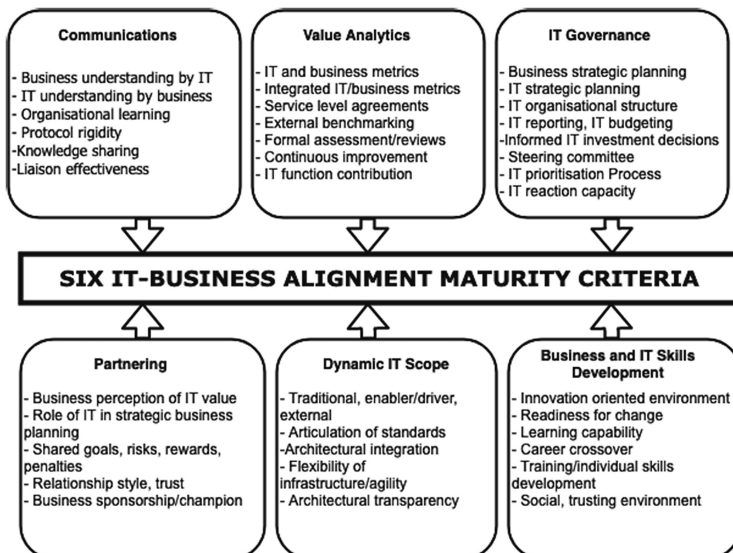 Communications
- Business understanding by IT
- IT understanding by business
- Organisational learning
- Protocol rigidity
-Knowledge sharing
-Liaison effectiveness
Value Analytics
- IT and business metrics
- Integrated IT/business metrics
- Service level agreements
- External benchmarking
- Formal assessment/reviews
- Continuous improvement
- IT function contribution
IT Governance
- Business strategic planning
- IT strategic planning
- IT organisational structure
- IT reporting, IT budgeting
-Informed IT investment decisions
- Steering committee
- IT prioritisation Process
- IT reaction capacity
SIX IT-BUSINESS ALIGNMENT MATURITY CRITERIA
Partnering
- Business perception of IT value
- Role of IT in strategic business
planning
- Shared goals, risks, rewards,
penalties
- Relationship style, trust
- Business sponsorship/champion
Dynamic IT Scope
- Traditional, enabler/driver,
external
- Articulation of standards
-Architectural integration
- Flexibility of
infrastructure/agility
- Architectural transparency
Business and IT Skills
Development
- Innovation oriented environment
- Readiness for change
- Learning capability
- Career crossover
- Training/individual skills
development
- Social, trusting environment